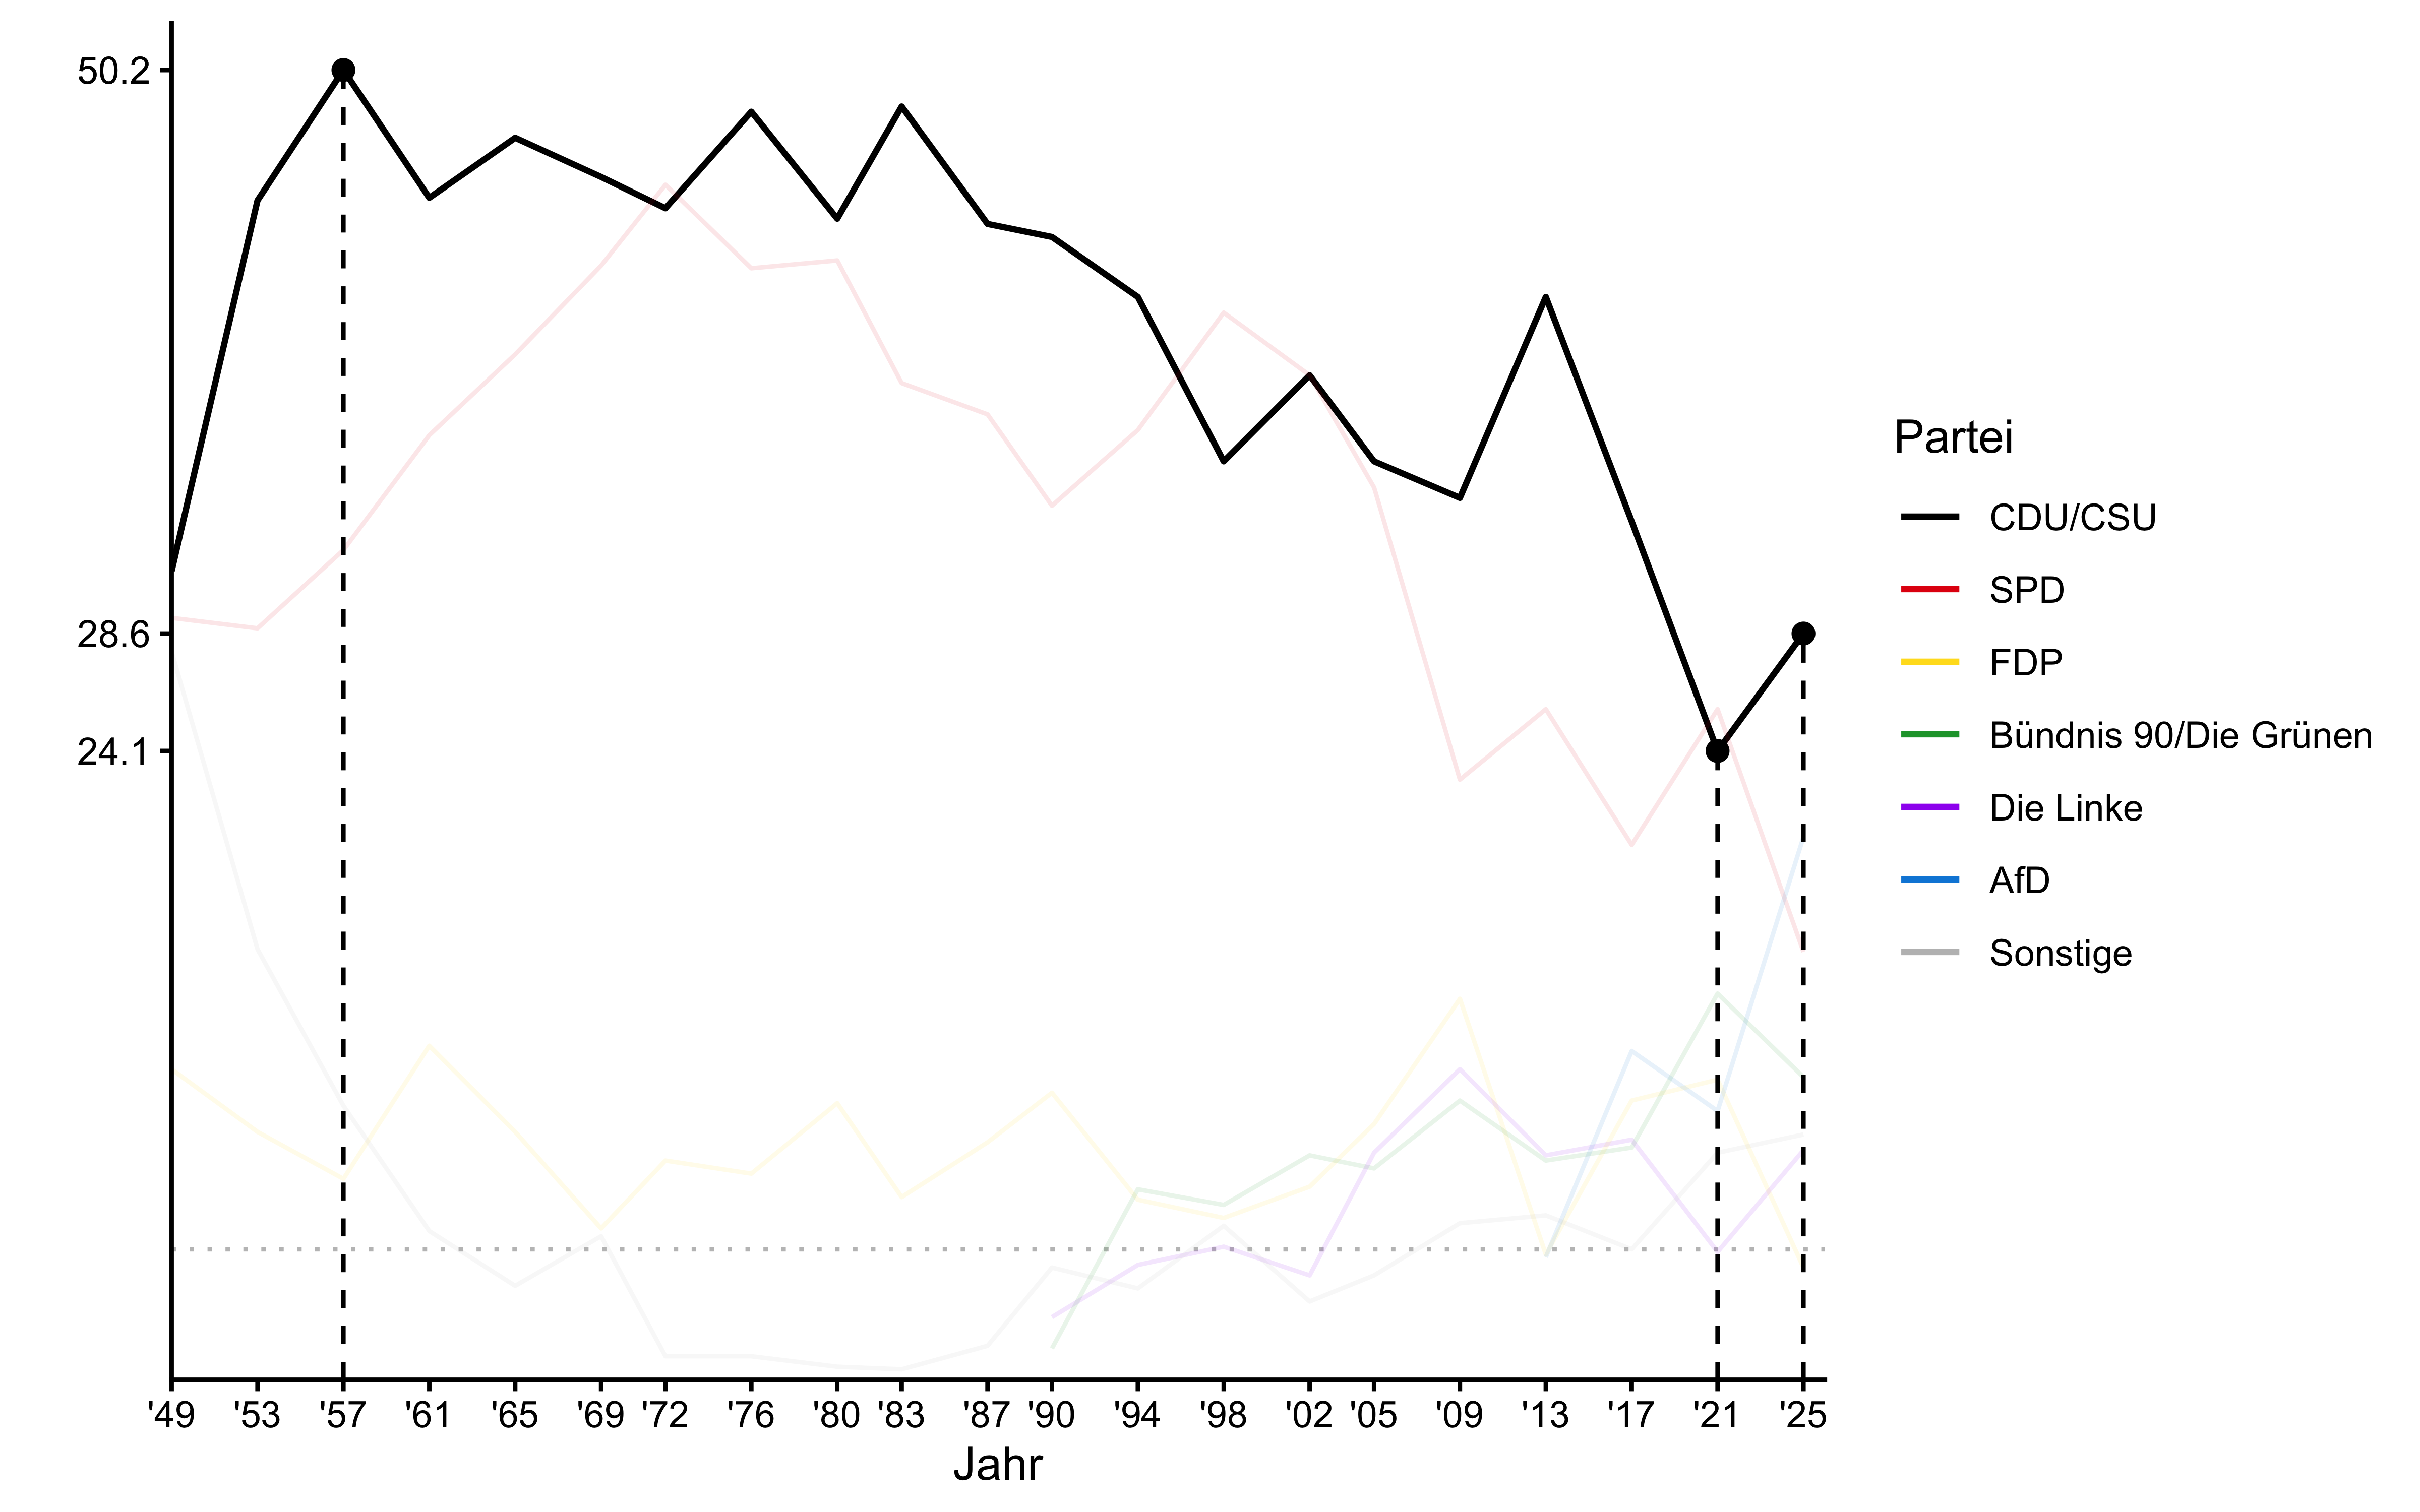 50.2
28.6
24.1
'49 '53 '57 '61 '65 '69 '72 '76 '80 '83 '87 '90 '94 '98 '02 '05 '09 '13 '17 '21 '25
Jahr
Partei
CDU/CSU
SPD
FDP
Bündnis 90/Die Grünen
Die Linke
AfD
Sonstige